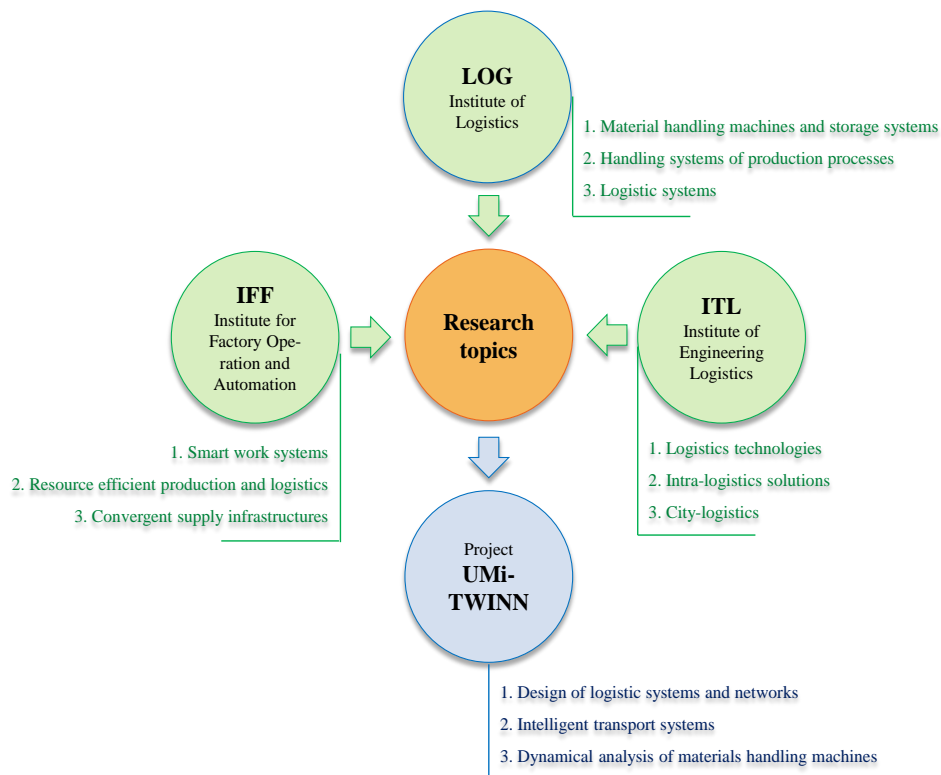 LOG
Institute of
Logistics
1. Material handling machines and storage systems
2. Handling systems of production processes
3. Logistic systems
IFF
Institute for
Factory Ope-
ration and
Automation
1. Smart work systems
2. Resource efficient production and logistics
3. Convergent supply infrastructures
Research
topics
ITL
Institute of
Engineering
Logistics
1. Logistics technologies
2. Intra-logistics solutions
3. City-logistics
Project
UMi-
TWINN
1. Design of logistic systems and networks
2. Intelligent transport systems
3. Dynamical analysis of materials handling machines